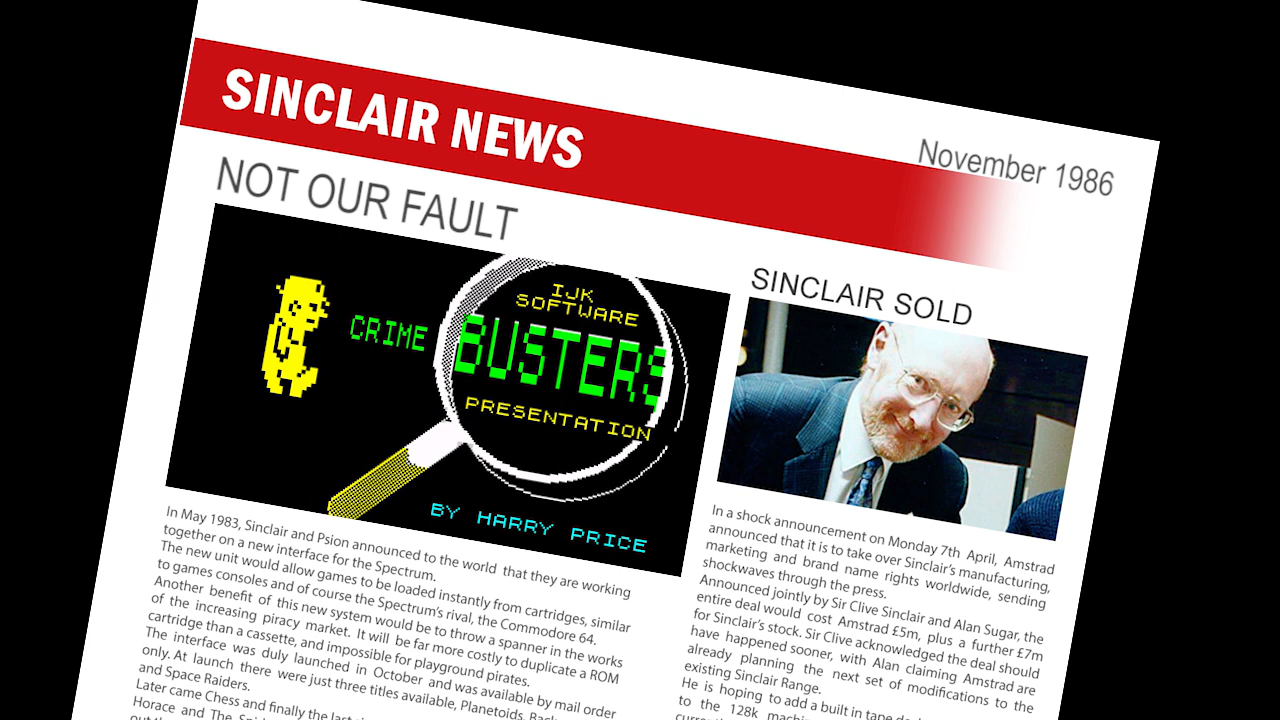 SINCLAIR NEWS
November 1986
NOT OUR FAULT
CRIME
IJK
SOFTWARE
BUSTERS
PRESENTATION
BY HARRY PRICE
In May 1983, Sinclair and Psion announced to the world that they are working
together on a new interface for the Spectrum.
The new unit would allow games to be loaded instantly from cartridges, similar
to games consoles and of course the Spectrum's rival, the Commodore 64.
Another benefit of this new system would be to throw a spanner in the works
of the increasing piracy market. It will be far more costly to duplicate a ROM
cartridge than a cassette, and impossible for playground pirates.
The interface was duly launched in October and was available by mail order
only. At launch there were just three titles available, Planetoids,
and Space Raiders.
Later came Chess and finally the
Horace and The
SINCLAIR SOLD
In a shock announcement on Monday 7th April, Amstrad
announced that it is to take over Sinclair's manufacturing,
marketing and brand name rights worldwide, sending
shockwaves through the press.
Announced jointly by Sir Clive Sinclair and Alan Sugar, the
entire deal would cost Amstrad £5m, plus a further £7m
for Sinclair's stock. Sir Clive acknowledged the deal should
have happened sooner, with Alan claiming Amstrad are
already planning the next set of modifications to the
existing Sinclair Range.
He is hoping to add a built in tape
to the 128k